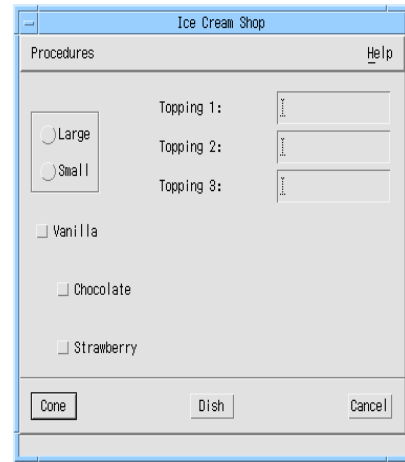 Ice Cream Shop
Procedures Help
Large
Small
Topping 1:
Topping 2:
Topping 3:
Vanilla
Chocolate
Strawberry
Cone Dish Cancel